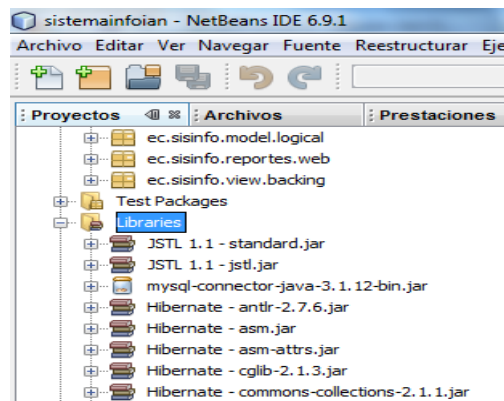 sistemainfoian - NetBeans IDE 6.9.1
Archivo Editar Ver Navegar Fuente Reestructurar Eje
Proyectos Archivos Prestaciones
ec.sisinfo.model.logical
ec.sisinfo.reportes.web
ec.sisinfo.view.backing
Test Packages
Libraries
JSTL 1.1 - standard.jar
JSTL 1.1 - jstl.jar
mysql-connector-java-3.1.12-bin.jar
Hibernate - antlr-2.7.6.jar
Hibernate - asm.jar
Hibernate - asm-attrs.jar
Hibernate - cglib-2.1.3.jar
Hibernate - commons-collections-2.1.1.jar